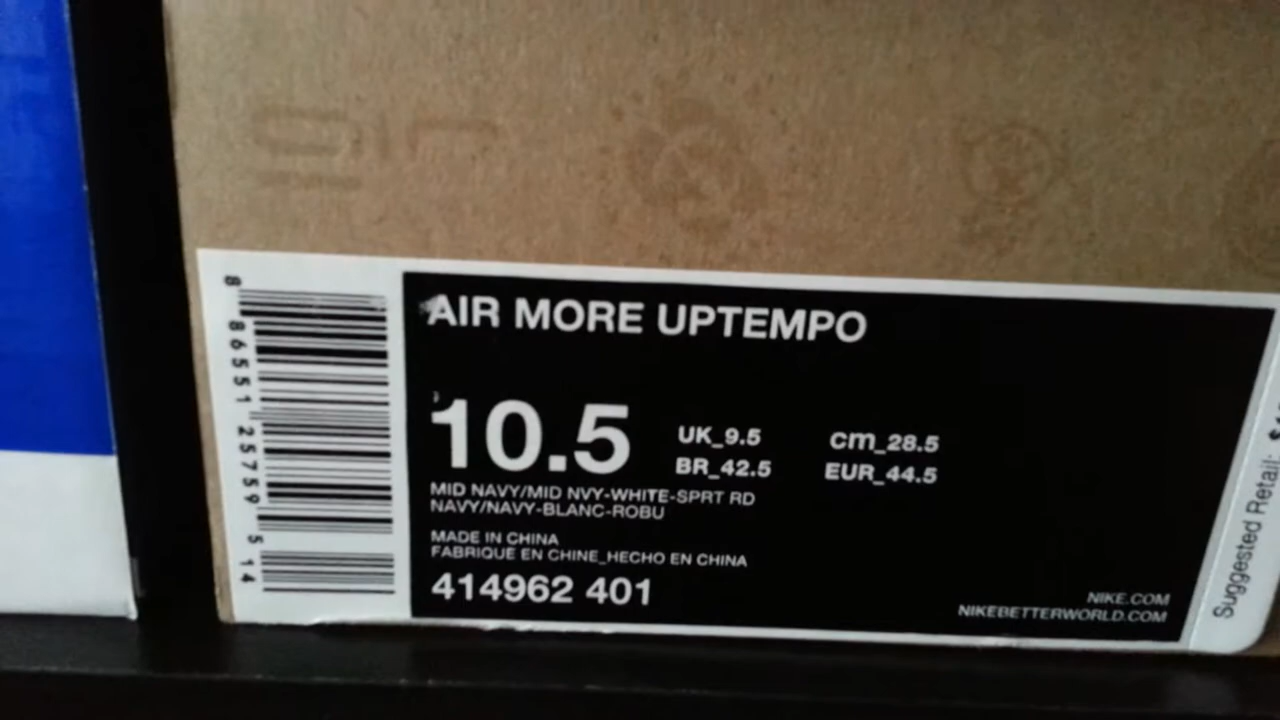 AIR MORE UPTEMPO
10.5
UK_9.5 cm_28.5
BR_42.5 EUR_44.5
MID NAVY/MID NVY-WHITE-SPRT RD
NAVY/NAVY-BLANC-ROBU
MADE IN CHINA
FABRIQUE EN CHINE_HECHO EN CHINA
414962 401
NIKE.COM
NIKEBETTERWORLD.COM
8 86551 25759 5 14
Suggested Retail: